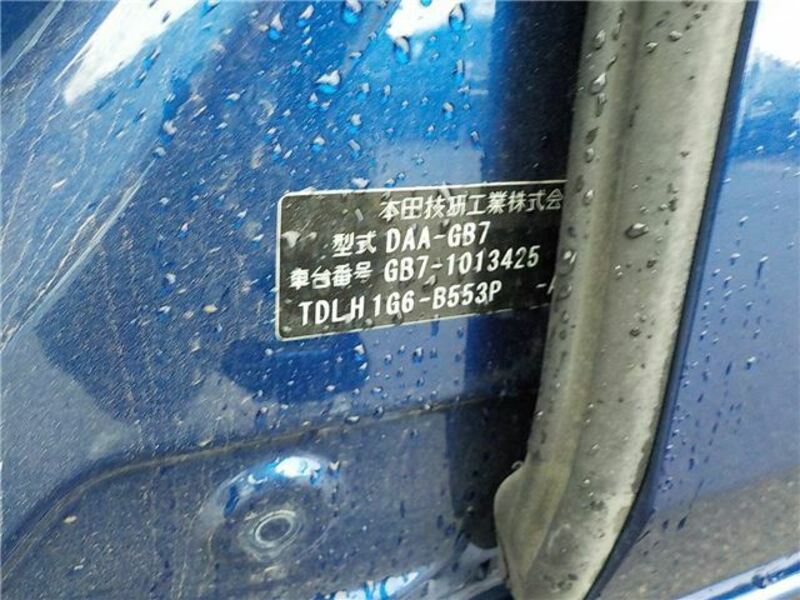 本田技研工業株式会
型式 DAA-GB7
車台番号 GB7-1013425
TDLH1G6-B553P -A